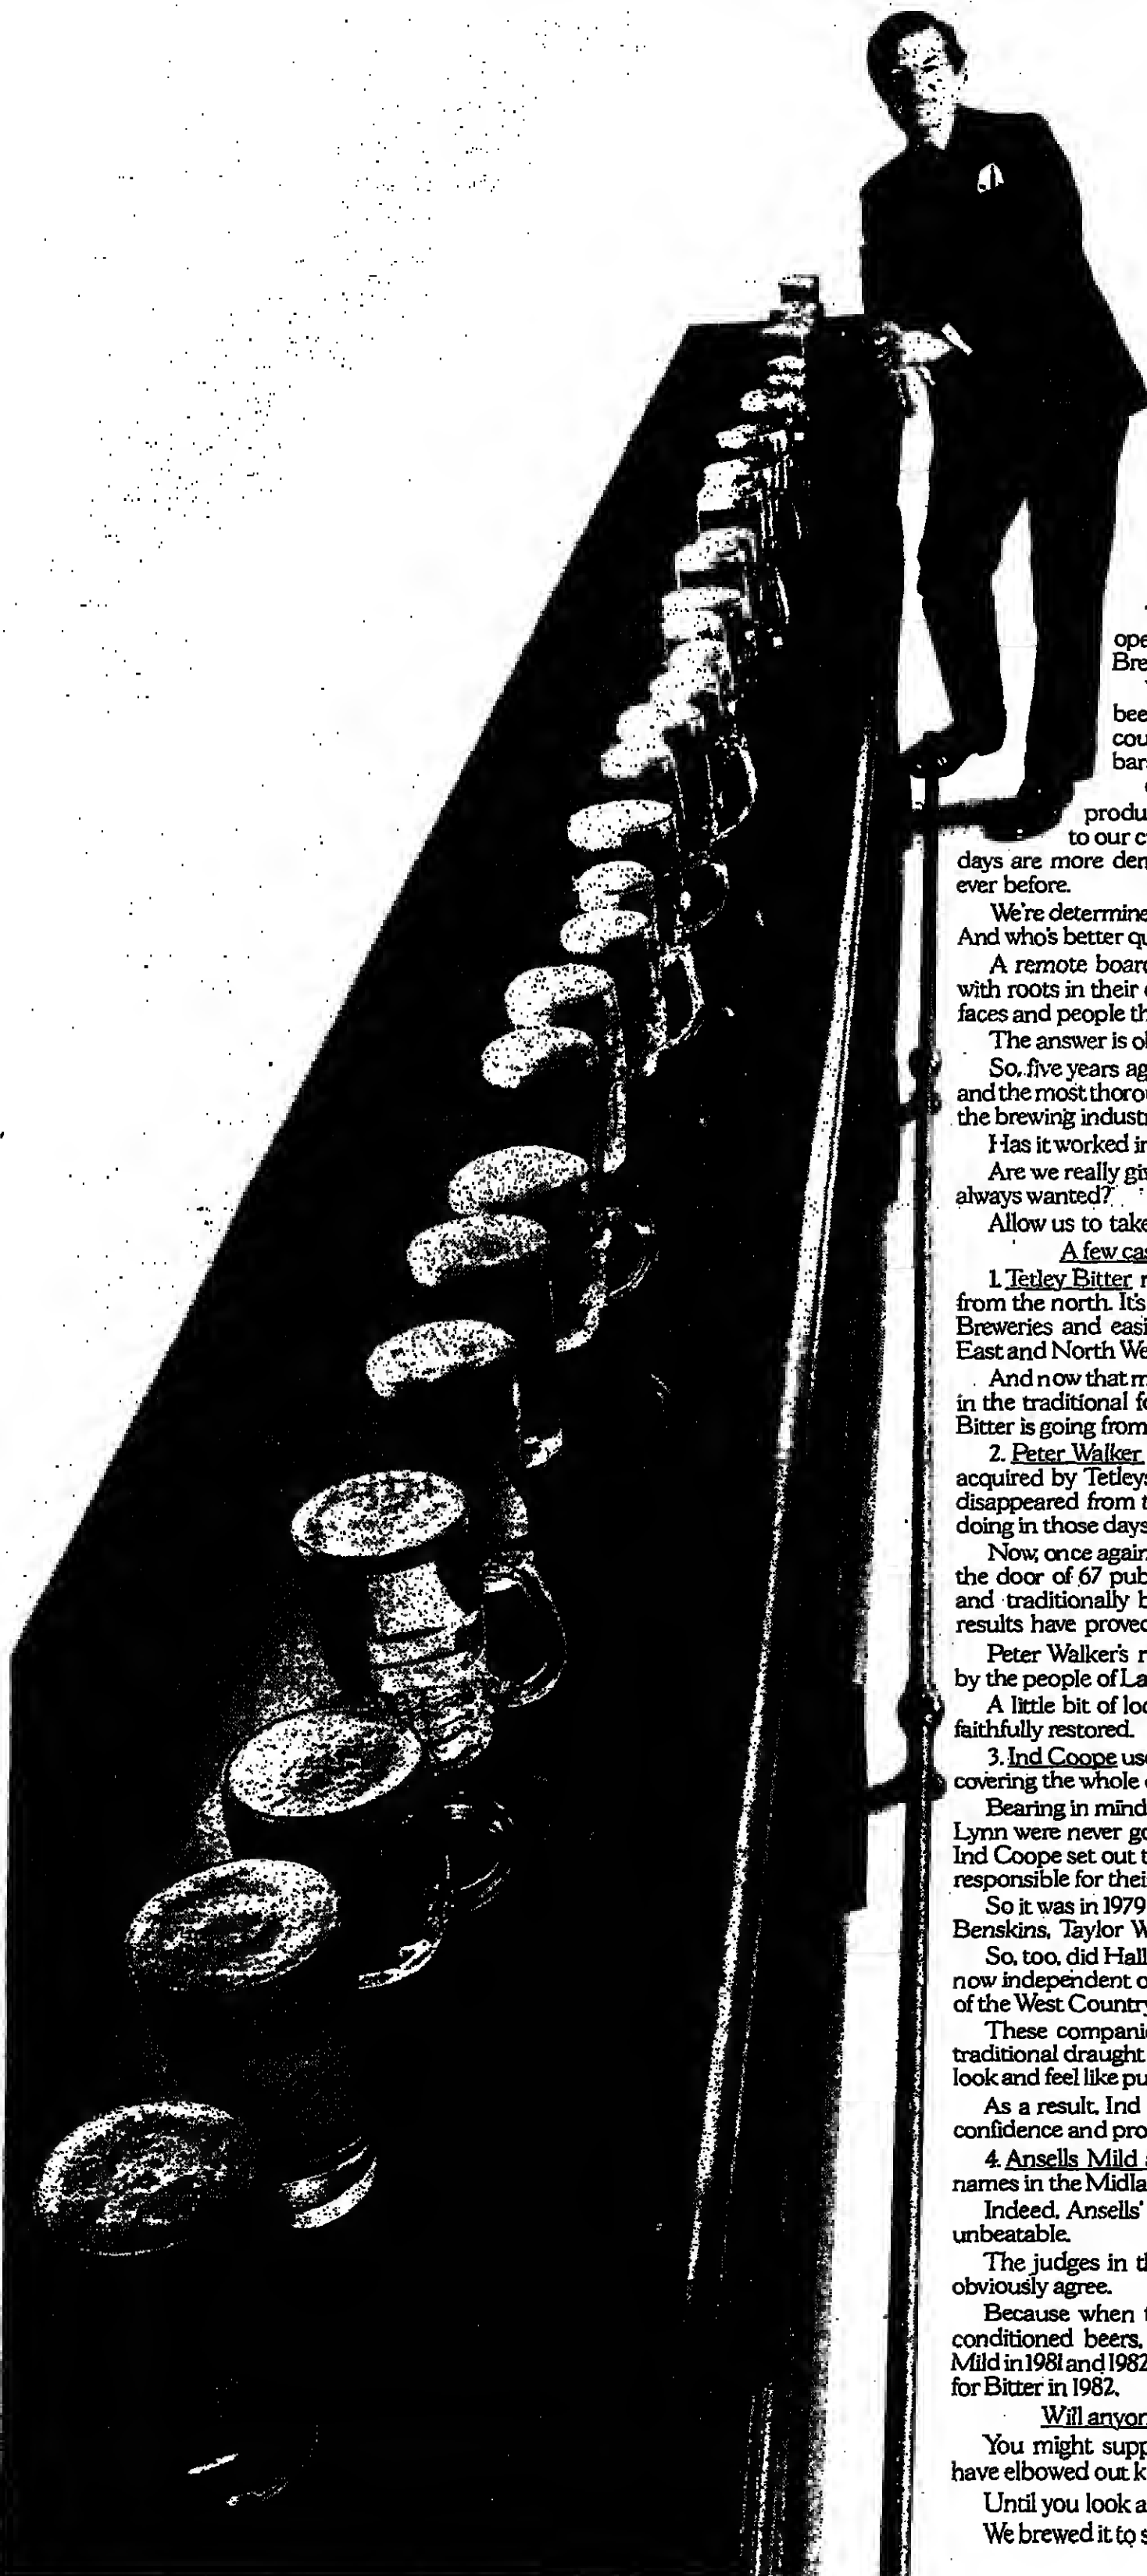 ope
Bre
bee
cou
bar
produ
to our c
days are more den
ever before.
We're determine
And who's better qu
A remote board
with roots in their
faces and people th
The answer is ol
So, five years ag
and the most thorou
the brewing industr
Has it worked in
Are we really giv
always wanted?
Allow us to take
A few cas
1. Tetley Bitter r
from the north. It's
Breweries and easi
East and North We
And now that m
in the traditional fo
Bitter is going from
2. Peter Walker
acquired by Tetleys
disappeared from t
doing in those days
Now, once again
the door of 67 pub
and traditionally b
results have proved
Peter Walker's r
by the people of La
A little bit of loc
faithfully restored.
3. Ind Coope use
covering the whole
Bearing in mind
Lynn were never go
Ind Coope set out t
responsible for thei
So it was in 1979
Benskins, Taylor W
So, too, did Hall
now independent o
of the West Country
These companie
traditional draught
look and feel like pu
As a result, Ind
confidence and pro
4. Ansells Mild
names in the Midla
Indeed, Ansells'
unbeatable.
The judges in th
obviously agree.
Because when t
conditioned beers,
Mild in 1981 and 1982
for Bitter in 1982.
Will anyon
You might supp
have elbowed out k
Until you look a
We brewed it to s